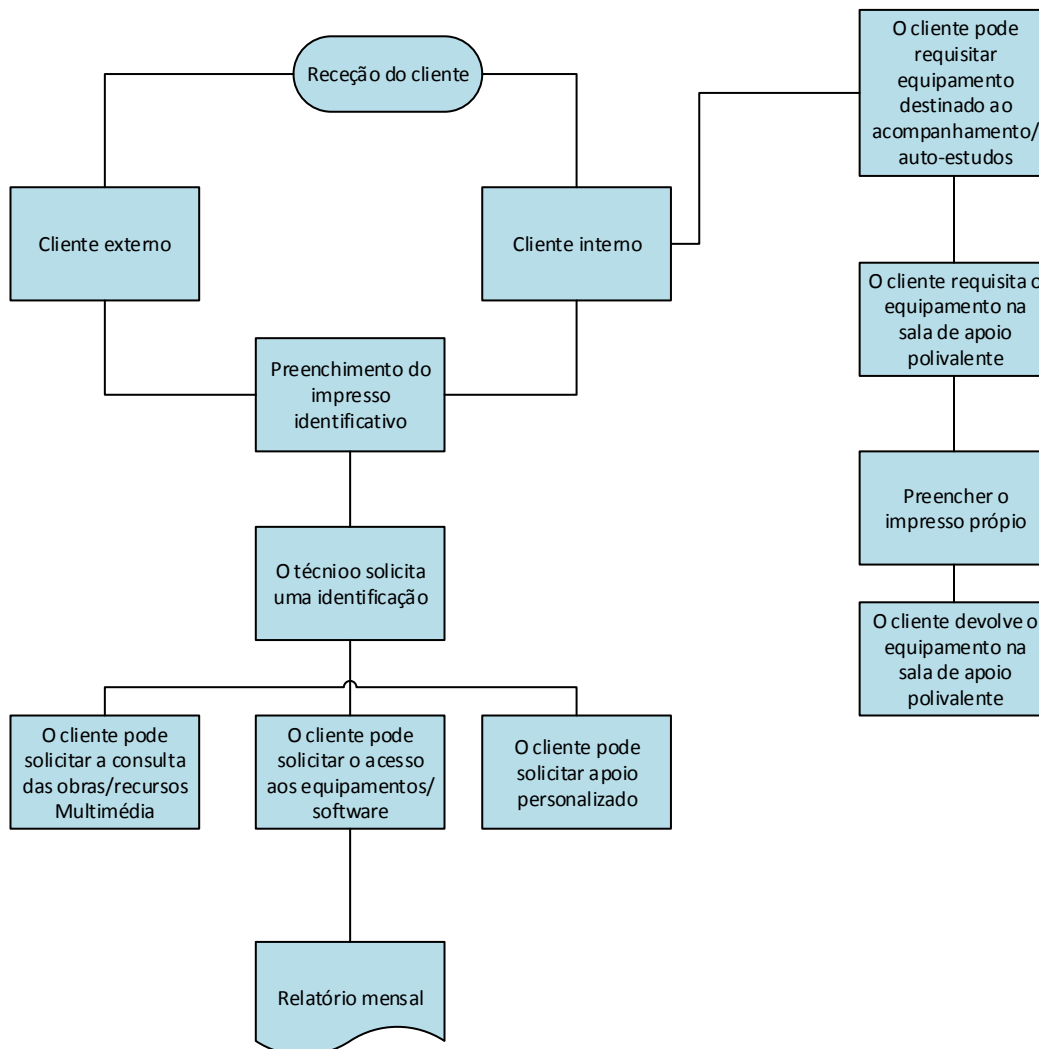 Receção do cliente
Cliente externo
Cliente interno
Preenchimento do
impresso
identificativo
O técnioo solicita
uma identificação
O cliente pode
solicitar a consulta
das obras/recursos
Multimédia
O cliente pode
solicitar o acesso
aos equipamentos/
software
O cliente pode
solicitar apoio
personalizado
Relatório mensal
O cliente pode
requisitar
equipamento
destinado ao
acompanhamento/
auto-estudos
O cliente requisita o
equipamento na
sala de apoio
polivalente
Preencher o
impresso própio
O cliente devolve o
equipamento na
sala de apoio
polivalente